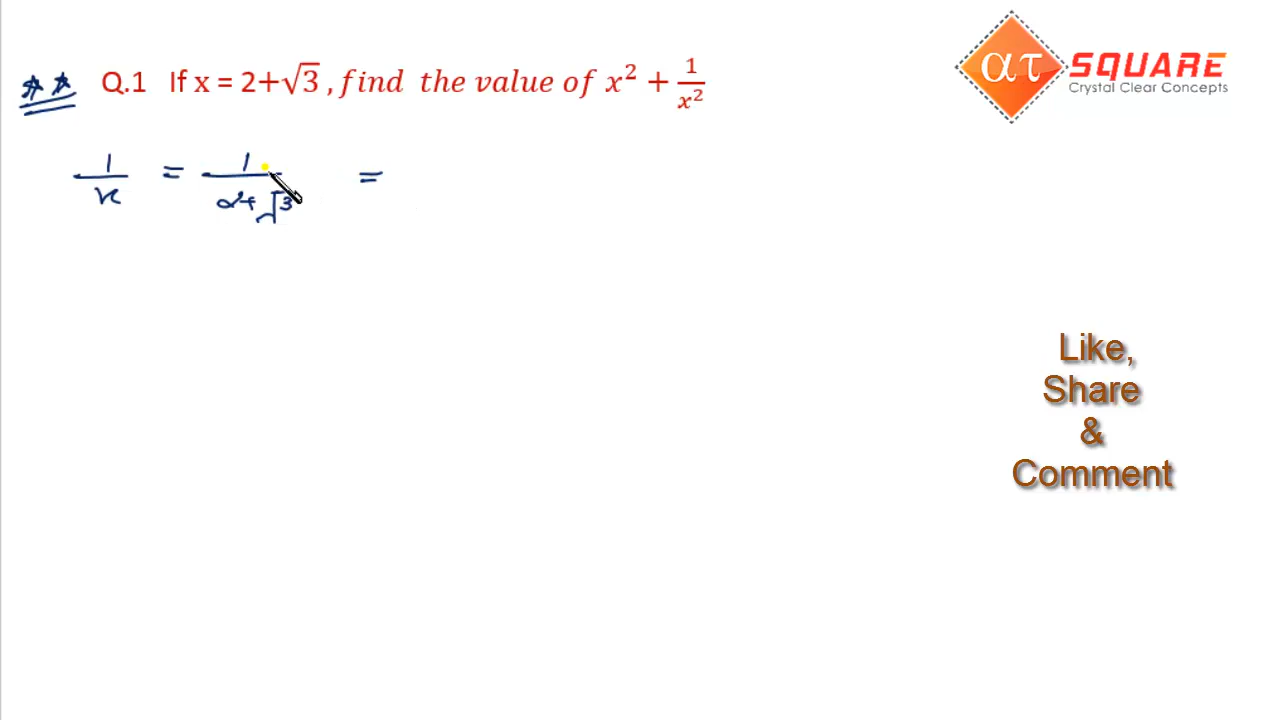 ατ SQUARE
Crystal Clear Concepts
Q.1 If x = 2+√3 , find the value of x² + 1/x²
1/x = 1/2+√3 =
Like,
Share
&
Comment